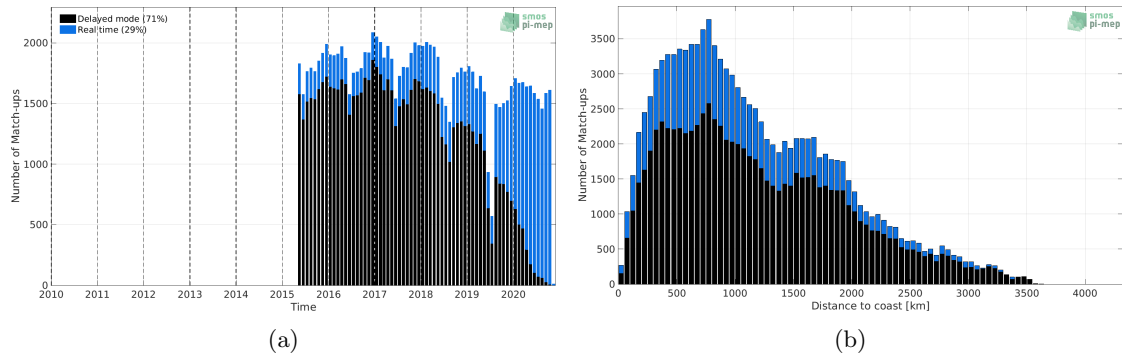 Delayed mode (71%)
Real time (29%)
smos
pi-mep
Number of Match-ups
2000
1500
1000
500
0
2010
2011
2012
2013
2014
2015
2016
2017
2018
2019
2020
Time
(a)
smos
pi-mep
Number of Match-ups
3500
3000
2500
2000
1500
1000
500
0
0
500
1000
1500
2000
2500
3000
3500
4000
Distance to coast [km]
(b)